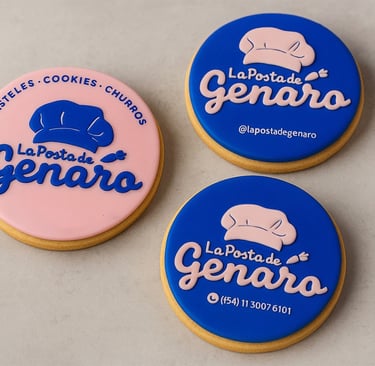 STELES · COOKIES · CHURROS
La Posta de
Genaro
La Posta de
Genaro
@lapostadegenaro
La Posta de
Genaro
(f54) 11 3007 6101